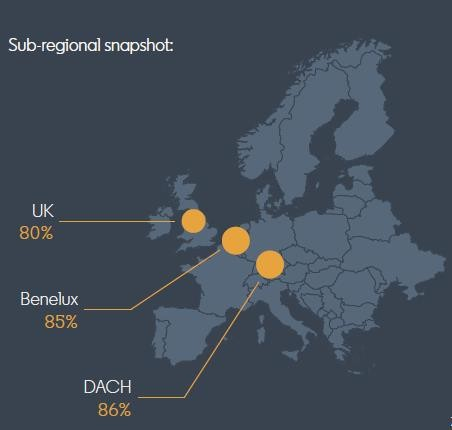 Sub-regional snapshot:
UK
80%
Benelux
85%
DACH
86%